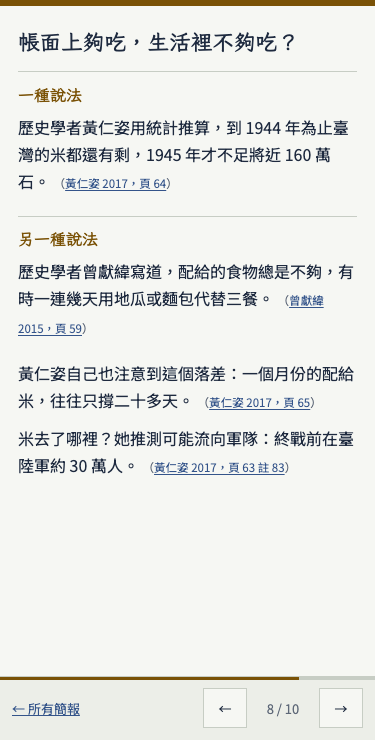 帳面上夠吃，生活裡不夠吃？
一種說法
歷史學者黃仁姿用統計推算，到 1944 年為止臺
灣的米都還有剩，1945 年才不足將近 160 萬
石。（黃仁姿 2017，頁 64）
另一種說法
歷史學者曾獻緯寫道，配給的食物總是不夠，有
時一連幾天用地瓜或麵包代替三餐。（曾獻緯
2015，頁 59）
黃仁姿自己也注意到這個落差：一個月份的配給
米，往往只撐二十多天。（黃仁姿 2017，頁 65）
米去了哪裡？她推測可能流向軍隊：終戰前在臺
陸軍約 30 萬人。（黃仁姿 2017，頁 63 註 83）
← 所有簡報
←
8 / 10
→